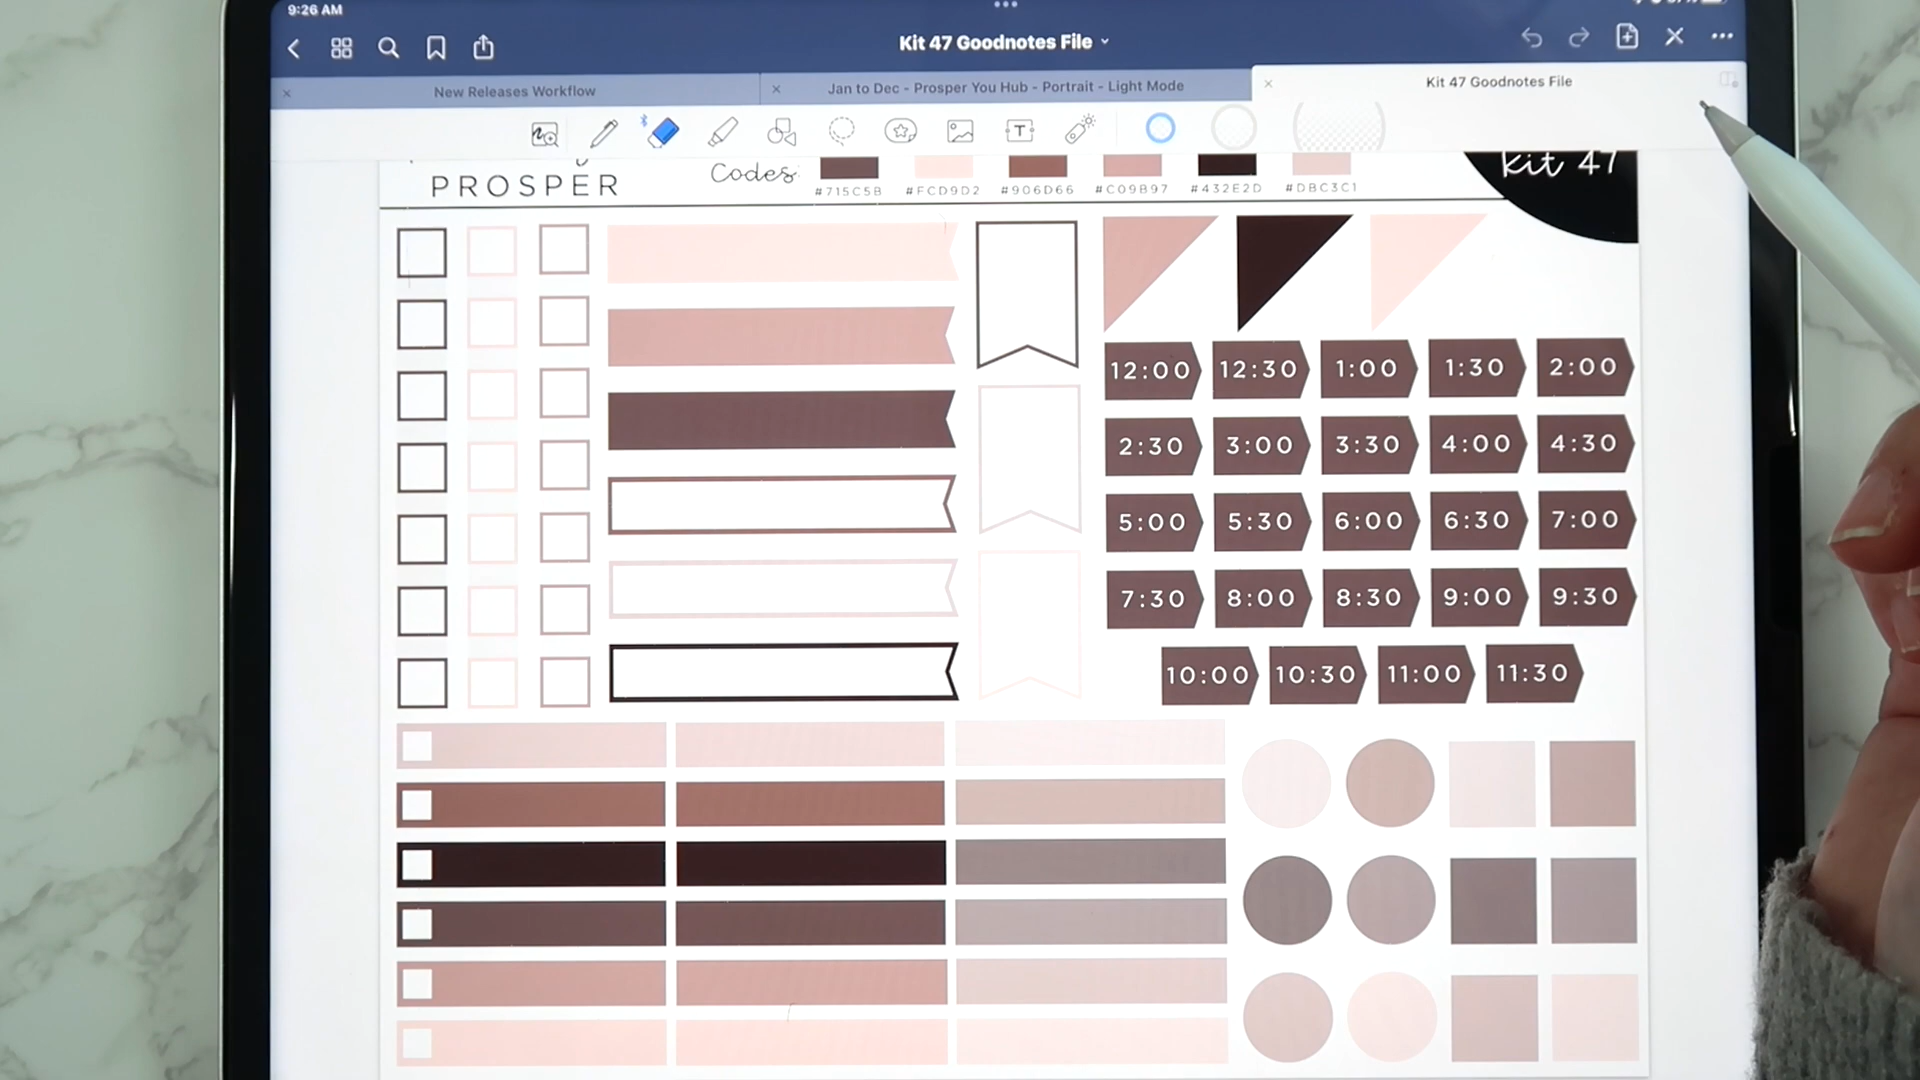 9:26 AM
Kit 47 Goodnotes File
New Releases Workflow
Jan to Dec - Prosper You Hub - Portrait - Light Mode
Kit 47 Goodnotes File
T
PROSPER
Codes:
kit 47
#715C5B #FCD9D2 #906D66 #C09B97 #432E2D #DBC3C1
12:00 12:30 1:00 1:30 2:00
2:30 3:00 3:30 4:00 4:30
5:00 5:30 6:00 6:30 7:00
7:30 8:00 8:30 9:00 9:30
10:00 10:30 11:00 11:30